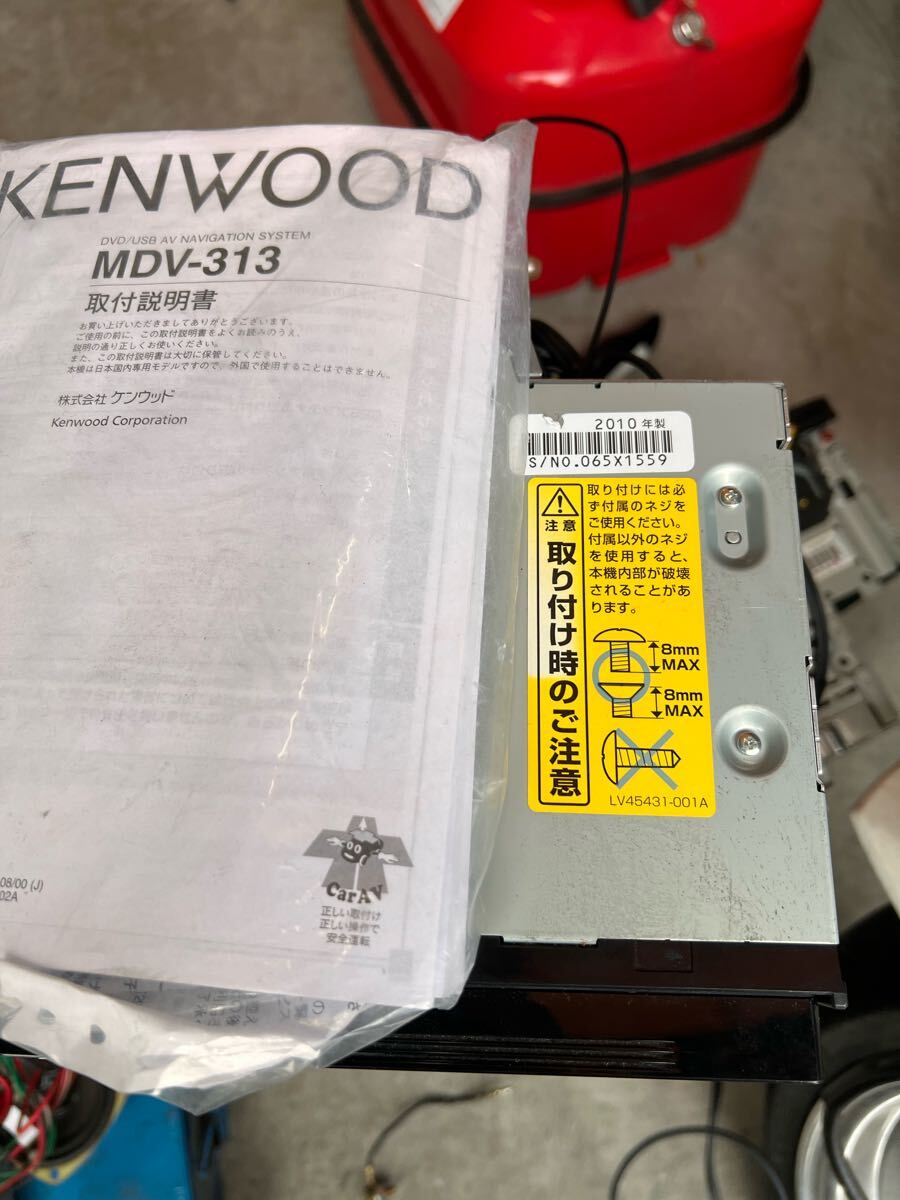 KENWOOD
DVD/USB AV NAVIGATION SYSTEM
MDV-313
取付説明書
お買い上げいただきましてありがとうございます。
ご使用の前に、この取付説明書をよくお読みのうえ、
説明の通り正しくお使いください。
また、この取付説明書は大切に保管してください。
本機は日本国内専用モデルですので、外国で使用することはできません。
株式会社 ケンウッド
Kenwood Corporation
08/00 (J)
02A
Car AV
正しい取付け
正しい操作で
安全運転
2010 年製
S/NO.065X1559
注意
取り付け時のご注意
取り付けには必
ず付属のネジを
ご使用ください。
付属以外のネジ
を使用すると、
本機内部が破壊
されることがあ
ります。
8mm
MAX
8mm
MAX
LV45431-001A